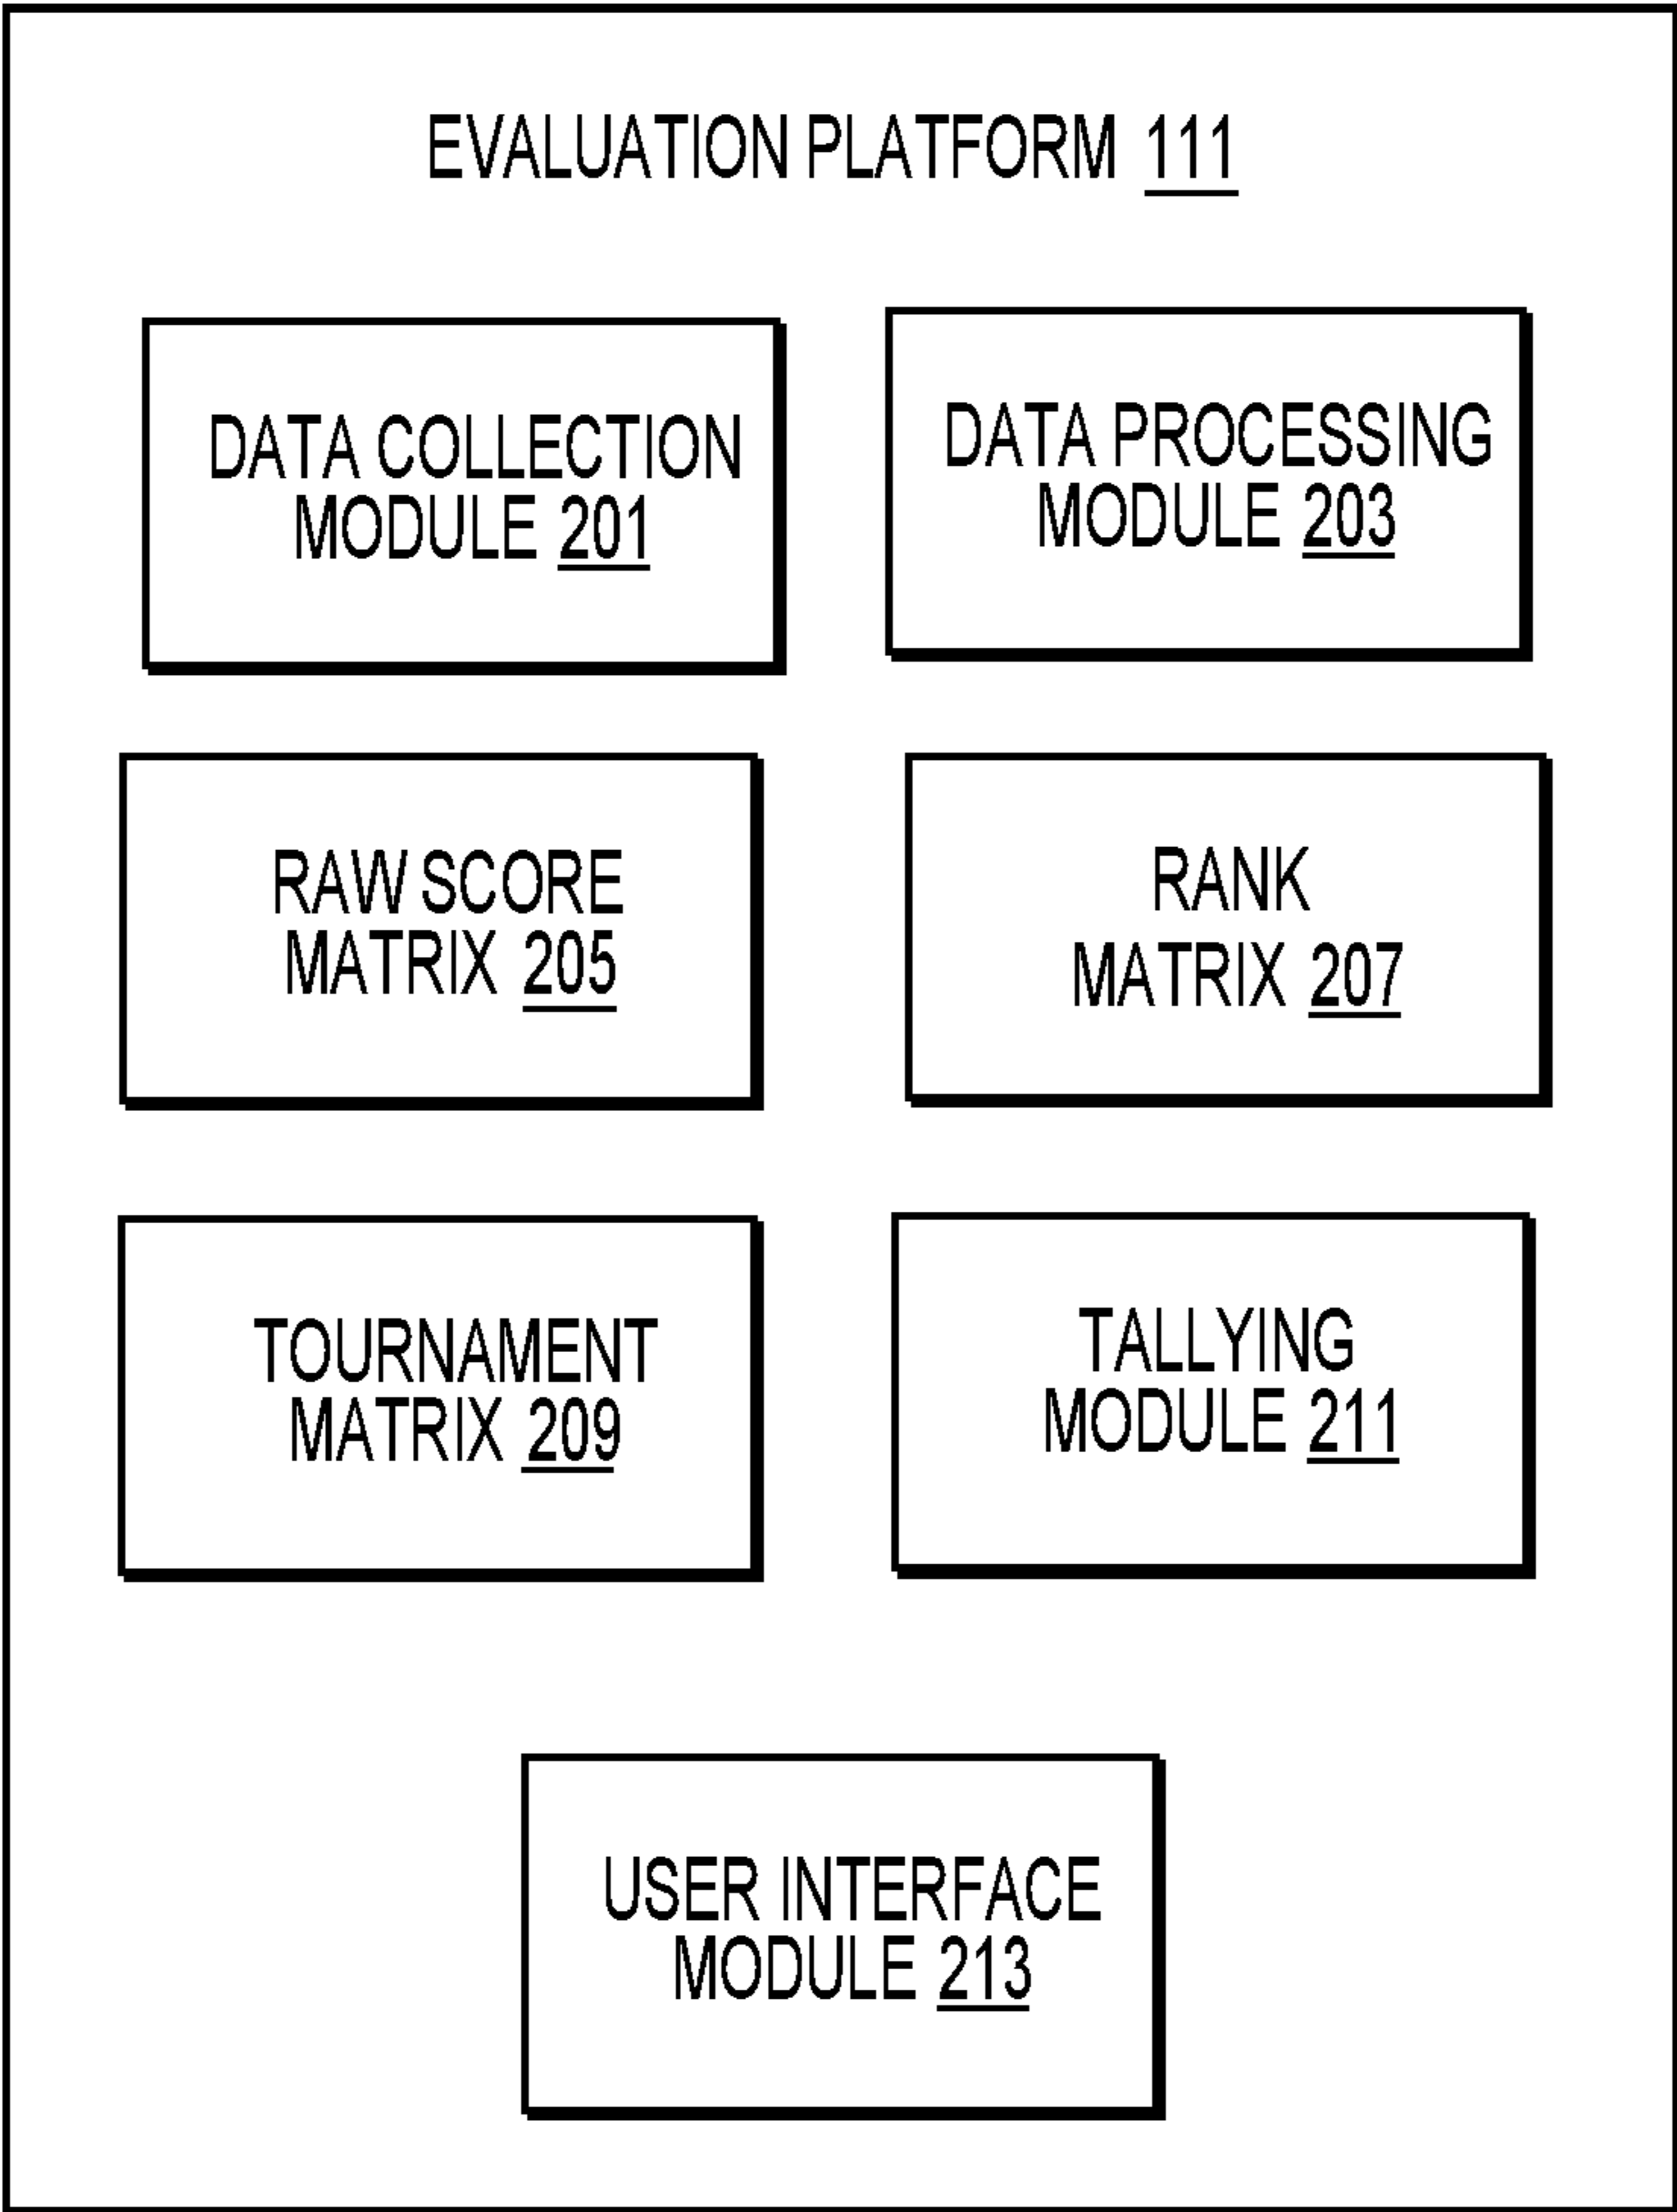 EVALUATION PLATFORM 111
DATA COLLECTION
MODULE 201
DATA PROCESSING
MODULE 203
RAW SCORE
MATRIX 205
RANK
MATRIX 207
TOURNAMENT
MATRIX 209
TALLYING
MODULE 211
USER INTERFACE
MODULE 213